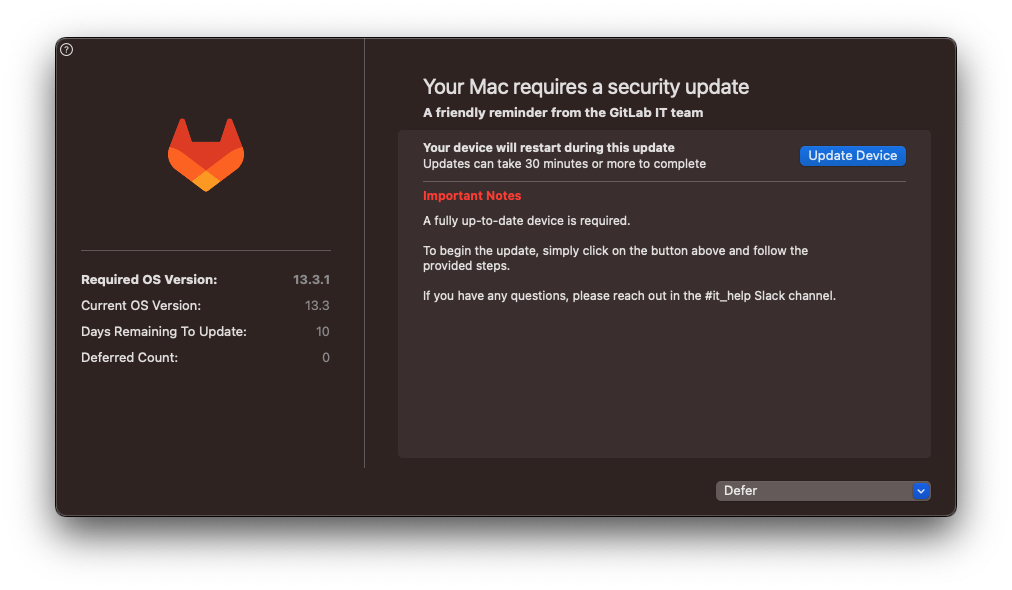 ?
Your Mac requires a security update
A friendly reminder from the GitLab IT team
Your device will restart during this update
Updates can take 30 minutes or more to complete
Update Device
Important Notes
A fully up-to-date device is required.
To begin the update, simply click on the button above and follow the
provided steps.
If you have any questions, please reach out in the #it_help Slack channel.
Required OS Version: 13.3.1
Current OS Version: 13.3
Days Remaining To Update: 10
Deferred Count: 0
Defer